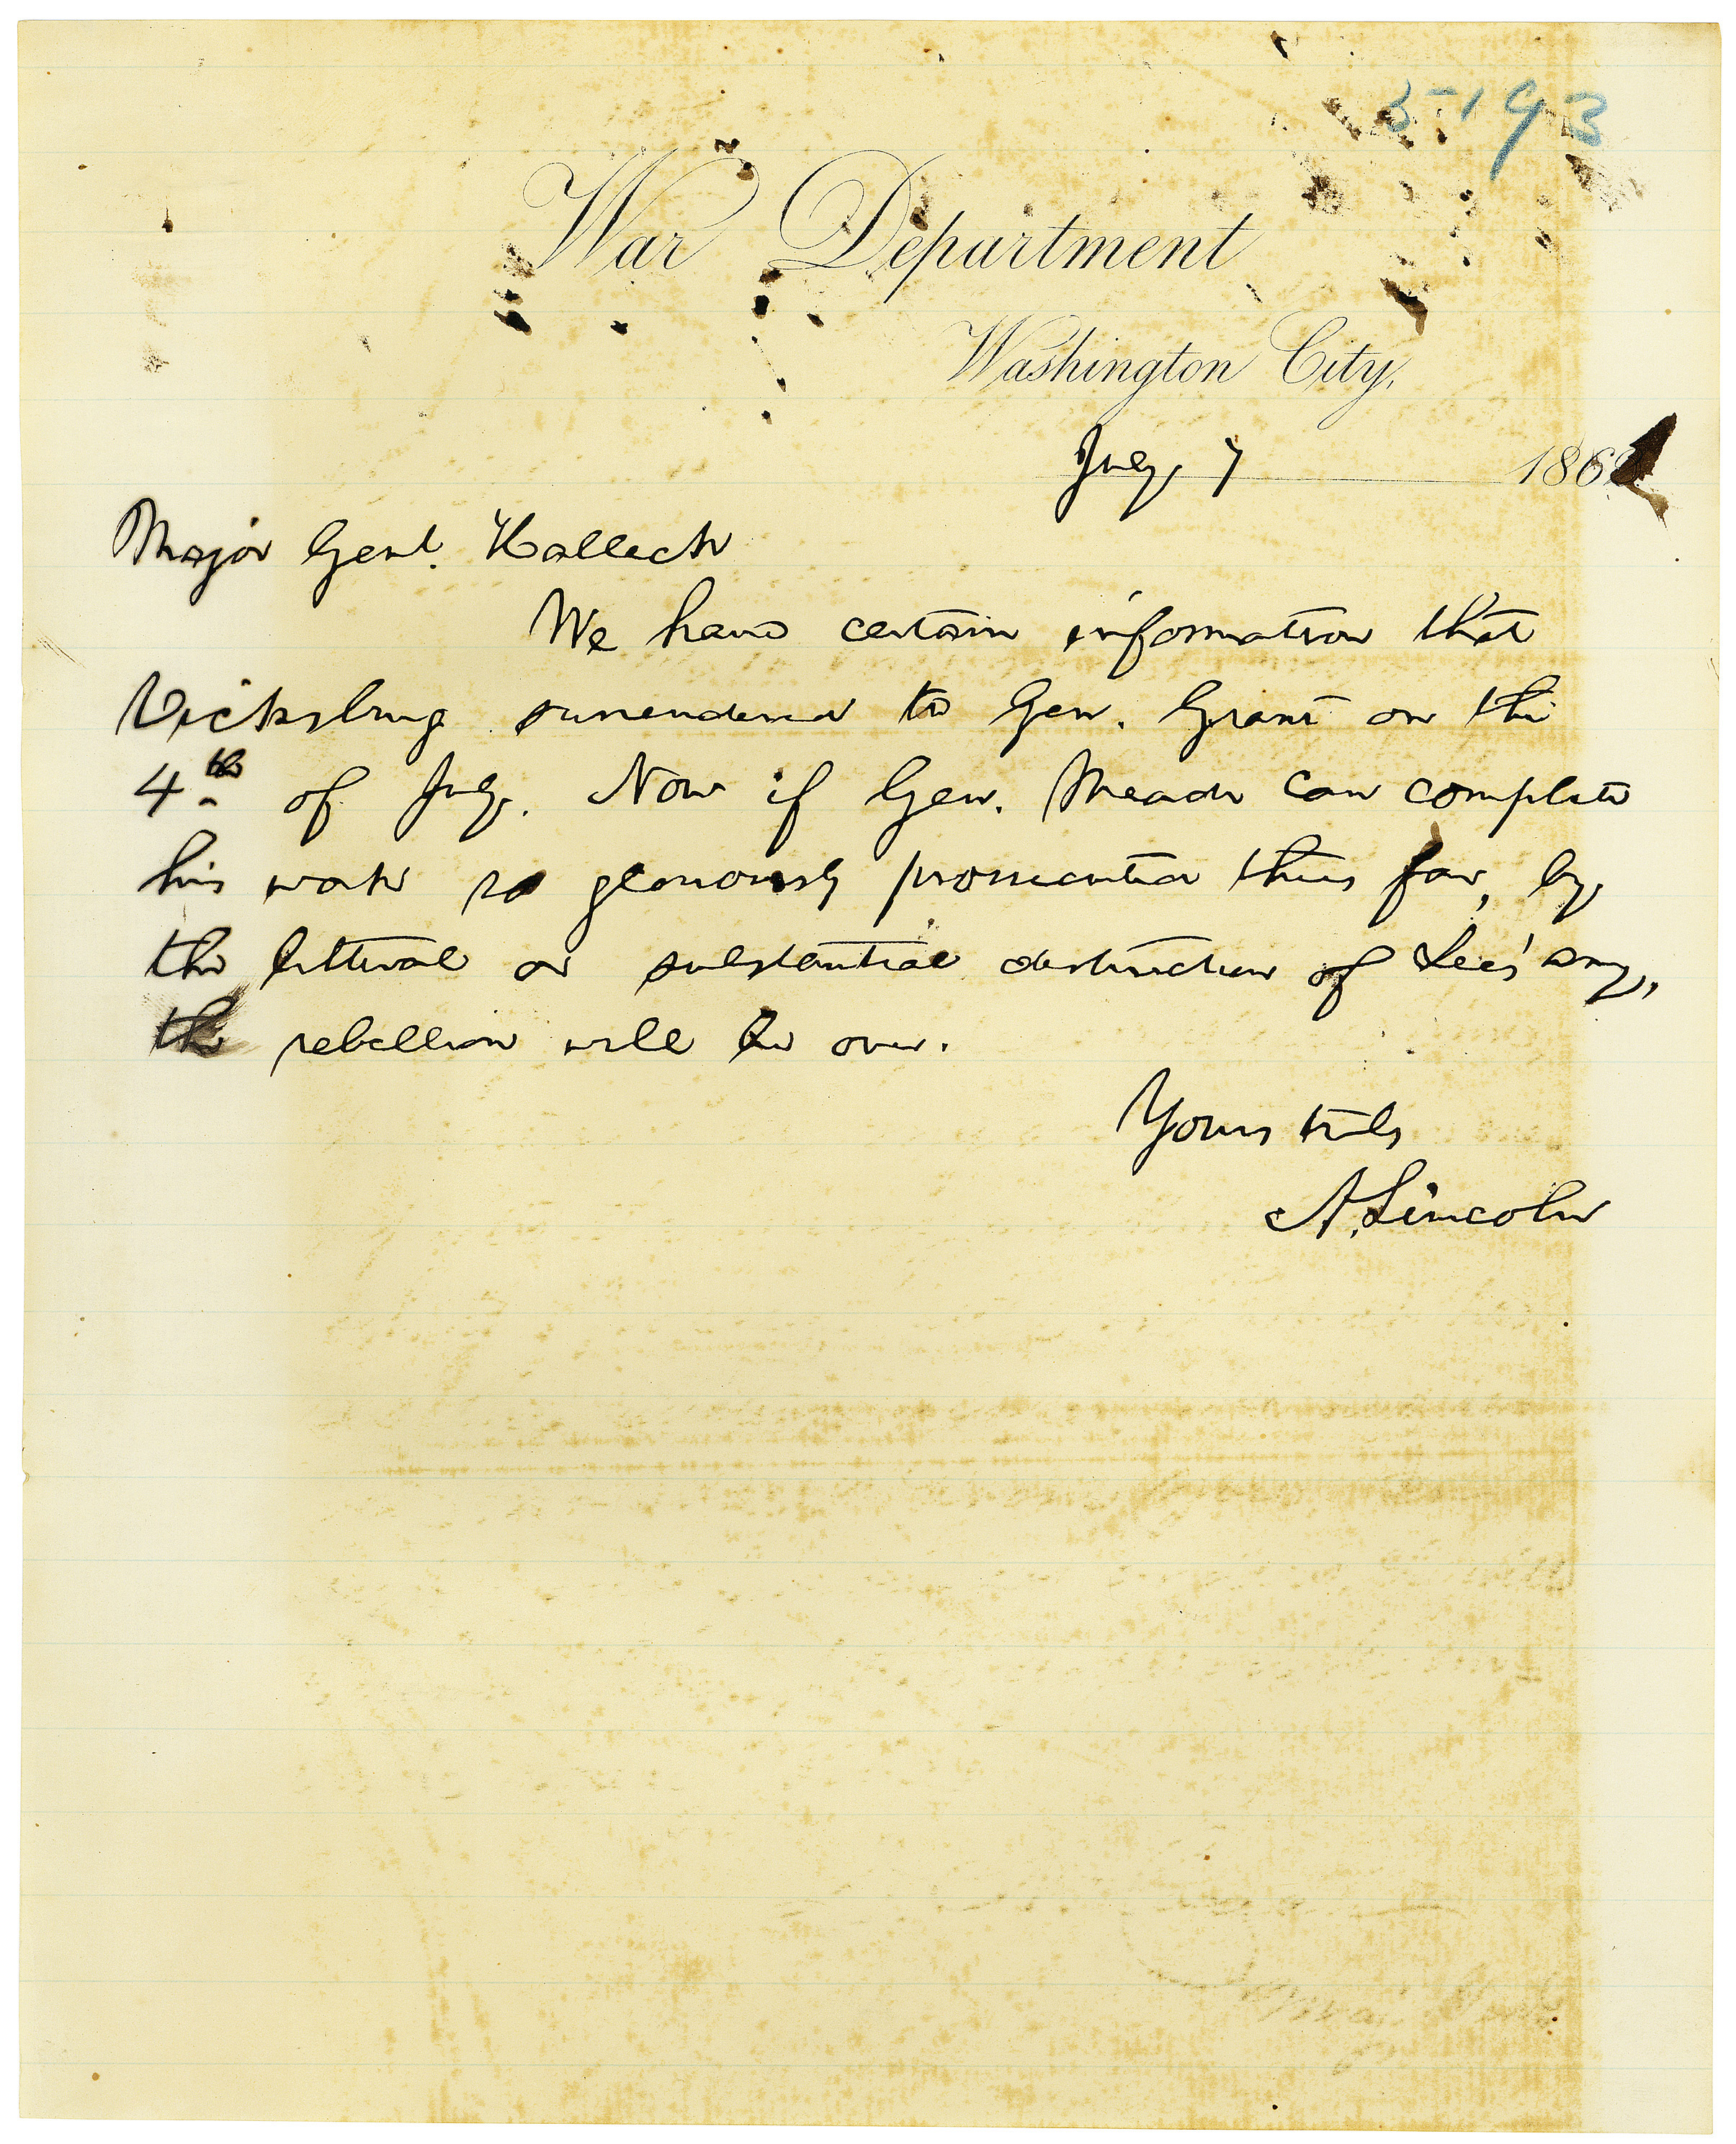 5193
War Department
Washington City,
July 7 186
Major Genl. Halleck
We have certain information that
Vicksburg surrendered to Gen. Grant on the
4th of July. Now if Gen. Meade can complete
his work so gloriously prosecuted thus far, by
the litteral or substantial destruction of Lee's army,
the rebellion will be over.
Yours truly
A. Lincoln